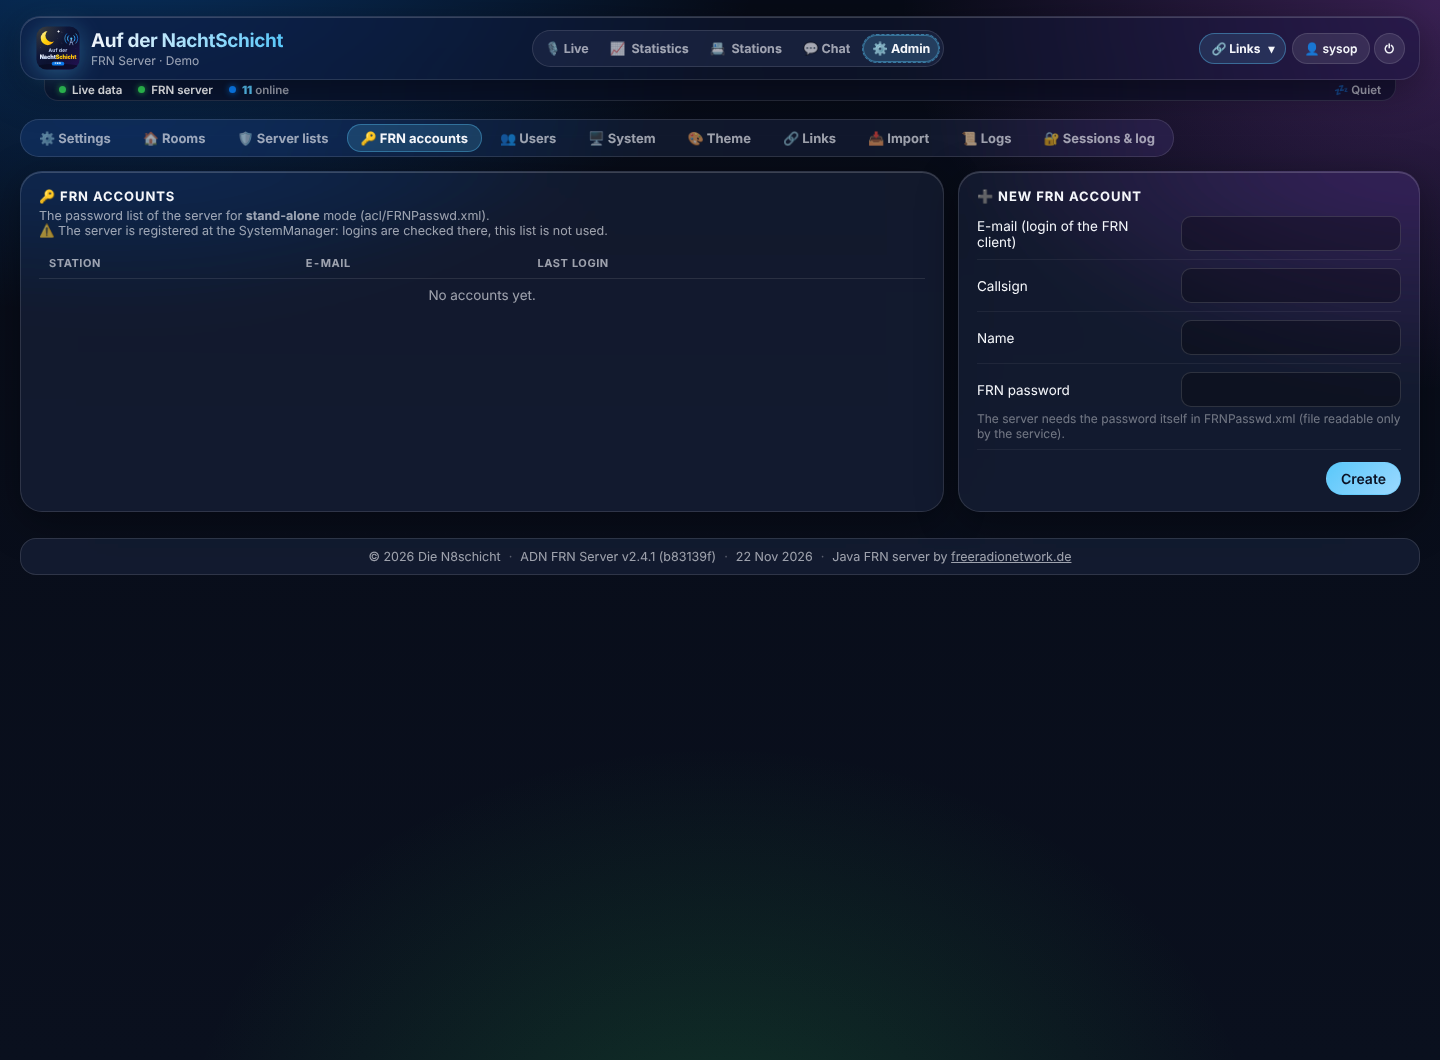 Auf der NachtSchicht
FRN Server · Demo
Live
Statistics
Stations
Chat
Admin
Links ▾
sysop
Auf der
NachtSchicht
Live data
FRN server
11 online
Quiet
Settings
Rooms
Server lists
FRN accounts
Users
System
Theme
Links
Import
Logs
Sessions & log
FRN ACCOUNTS
The password list of the server for stand-alone mode (acl/FRNPasswd.xml).
⚠️ The server is registered at the SystemManager: logins are checked there, this list is not used.
STATION E-MAIL LAST LOGIN
No accounts yet.
NEW FRN ACCOUNT
E-mail (login of the FRN
client)
Callsign
Name
FRN password
The server needs the password itself in FRNPasswd.xml (file readable only
by the service).
Create
© 2026 Die N8schicht · ADN FRN Server v2.4.1 (b83139f) · 22 Nov 2026 · Java FRN server by freeradionetwork.de